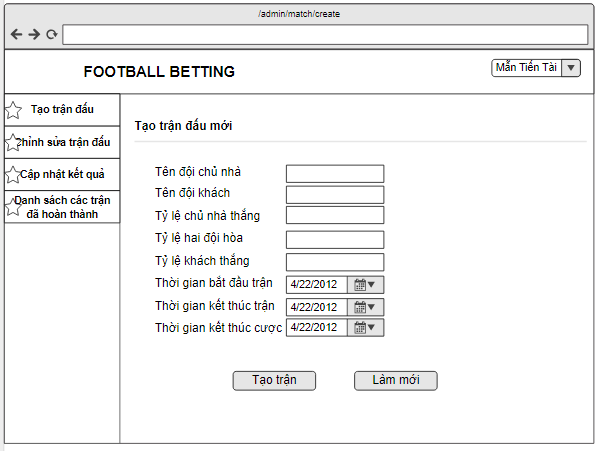 /admin/match/create
FOOTBALL BETTING
Mẫn Tiến Tài
Tạo trận đấu
Chỉnh sửa trận đấu
Cập nhật kết quả
Danh sách các trận
đã hoàn thành
Tạo trận đấu mới
Tên đội chủ nhà
Tên đội khách
Tỷ lệ chủ nhà thắng
Tỷ lệ hai đội hòa
Tỷ lệ khách thắng
Thời gian bắt đầu trận 4/22/2012
Thời gian kết thúc trận 4/22/2012
Thời gian kết thúc cược 4/22/2012
Tạo trận Làm mới